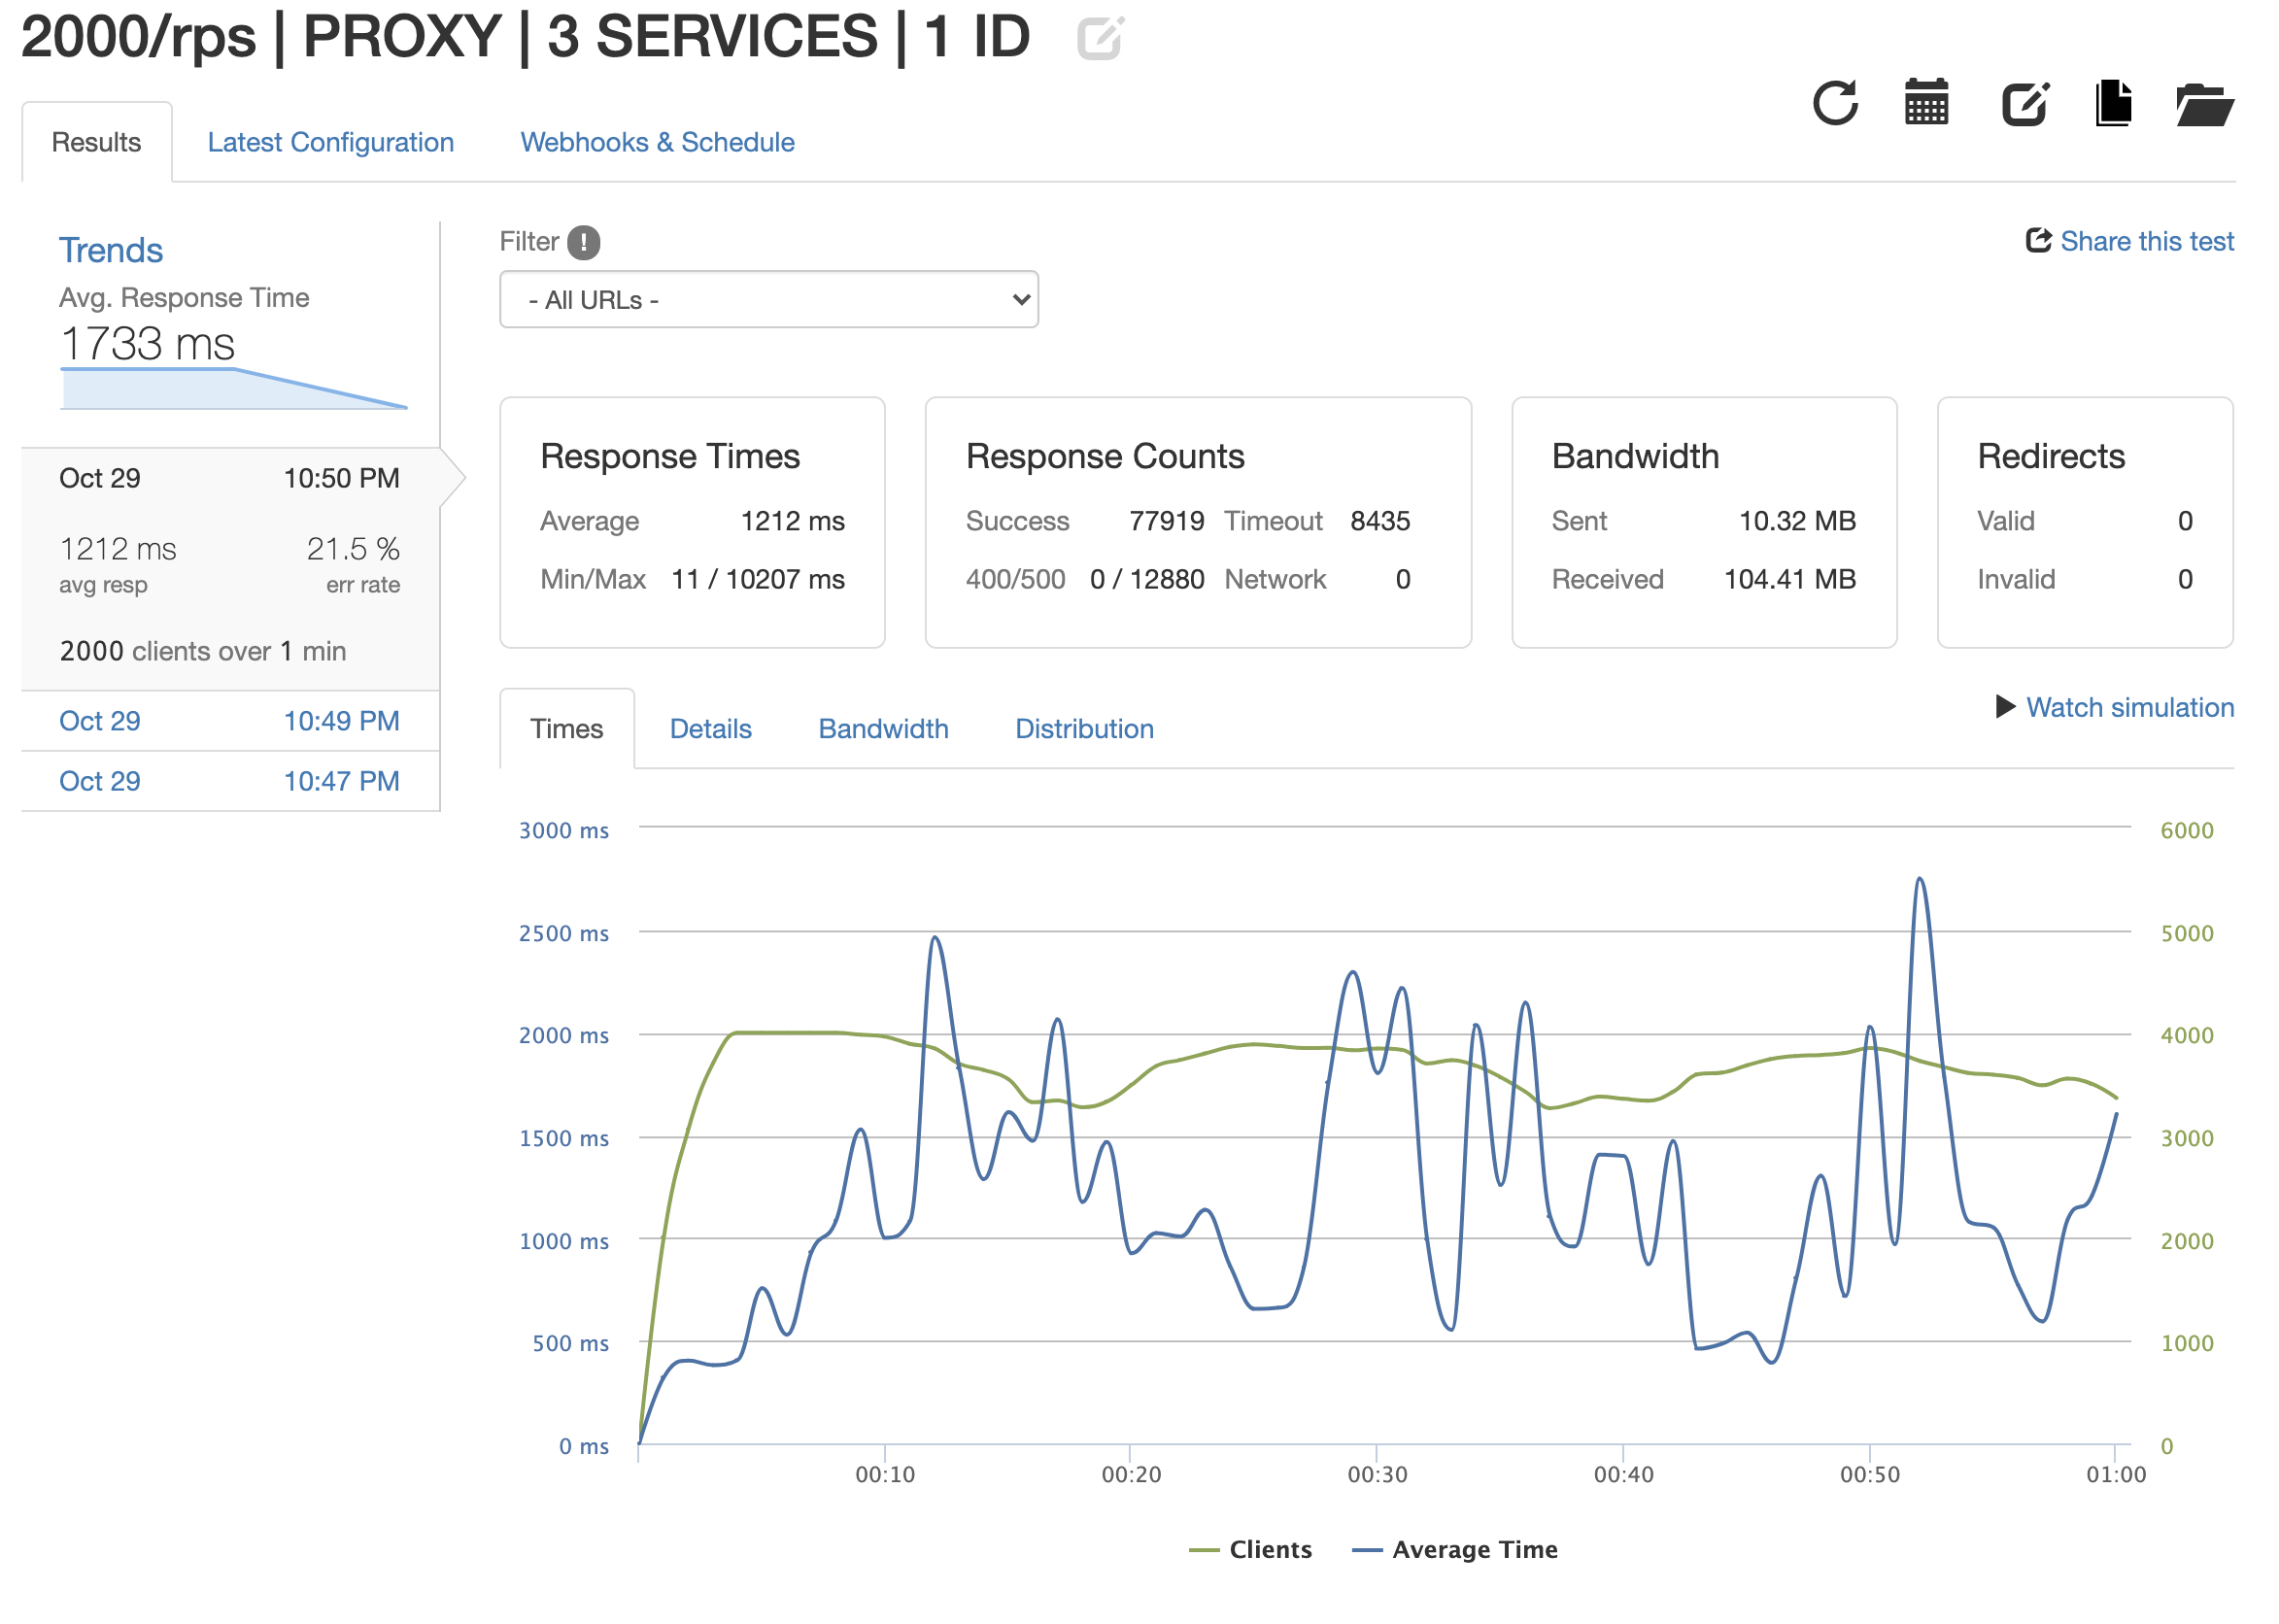 2000/rps | PROXY | 3 SERVICES | 1 ID
Results
Latest Configuration
Webhooks & Schedule
Trends
Avg. Response Time
1733 ms
Oct 29 10:50 PM
1212 ms 21.5 %
avg resp err rate
2000 clients over 1 min
Oct 29 10:49 PM
Oct 29 10:47 PM
Filter !
- All URLs -
Share this test
Response Times
Average 1212 ms
Min/Max 11 / 10207 ms
Response Counts
Success 77919 Timeout 8435
400/500 0 / 12880 Network 0
Bandwidth
Sent 10.32 MB
Received 104.41 MB
Redirects
Valid 0
Invalid 0
Times
Details
Bandwidth
Distribution
Watch simulation
3000 ms 6000
2500 ms 5000
2000 ms 4000
1500 ms 3000
1000 ms 2000
500 ms 1000
0 ms 0
00:10 00:20 00:30 00:40 00:50 01:00
Clients Average Time